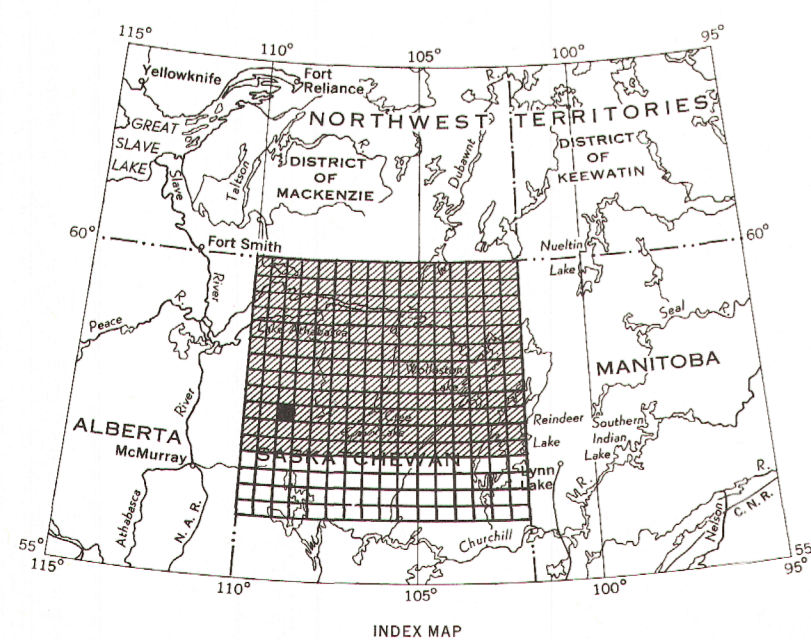 115°
110°
105°
100°
95°
Yellowknife
Fort
Reliance
R.
NORTHWEST TERRITORIES
GREAT
SLAVE
LAKE
DISTRICT
OF
MACKENZIE
DISTRICT
OF
KEEWATIN
Taltson
Dubawnt
Slave
River
60°
Fort Smith
Nueltin
Lake
60°
Peace
R.
Lake Athabasca
Seal
R.
Wollaston
Lake
MANITOBA
River
ALBERTA
McMurray
Cree
Lake
Reindeer
Lake
Southern
Indian
Lake
SASKATCHEWAN
Lynn
Lake
R.
R.
Athabasca
N. A. R.
Churchill
Nelson
C. N. R.
55°
115°
110°
105°
100°
55°
95°
INDEX MAP